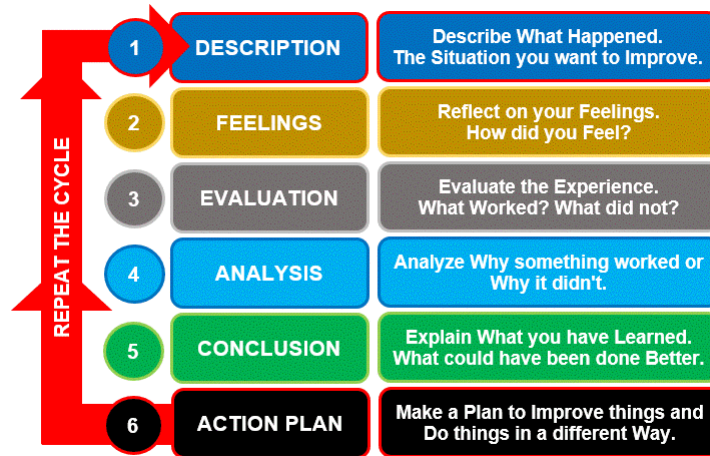 1
DESCRIPTION
Describe What Happened.
The Situation you want to Improve.
2
FEELINGS
Reflect on your Feelings.
How did you Feel?
3
EVALUATION
Evaluate the Experience.
What Worked? What did not?
4
ANALYSIS
Analyze Why something worked or
Why it didn't.
5
CONCLUSION
Explain What you have Learned.
What could have been done Better.
6
ACTION PLAN
Make a Plan to Improve things and
Do things in a different Way.
REPEAT THE CYCLE